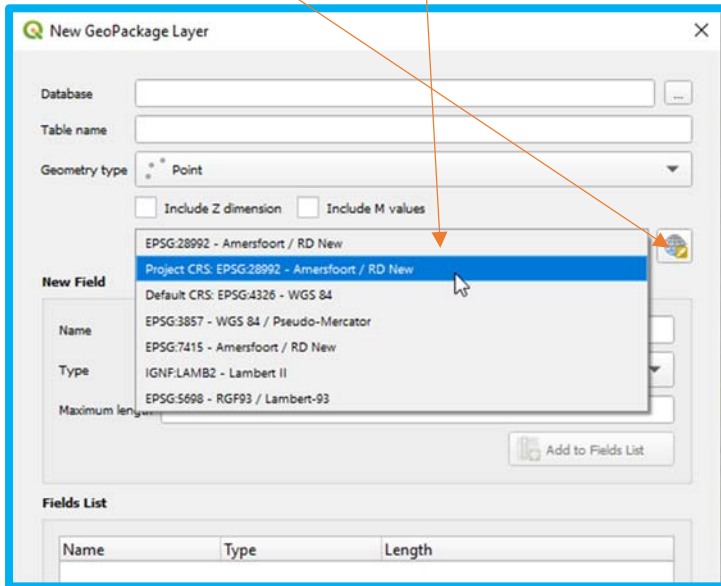 New GeoPackage Layer
Database
...
Table name
Geometry type Point
Include Z dimension Include M values
EPSG:28992 - Amersfoort / RD New
Project CRS: EPSG:28992 - Amersfoort / RD New
New Field
Default CRS: EPSG:4326 - WGS 84
EPSG:3857 - WGS 84 / Pseudo-Mercator
Name
EPSG:7415 - Amersfoort / RD New
Type
IGNF:LAMB2 - Lambert II
EPSG:5698 - RGF93 / Lambert-93
Maximum length
Add to Fields List
Fields List
Name Type Length